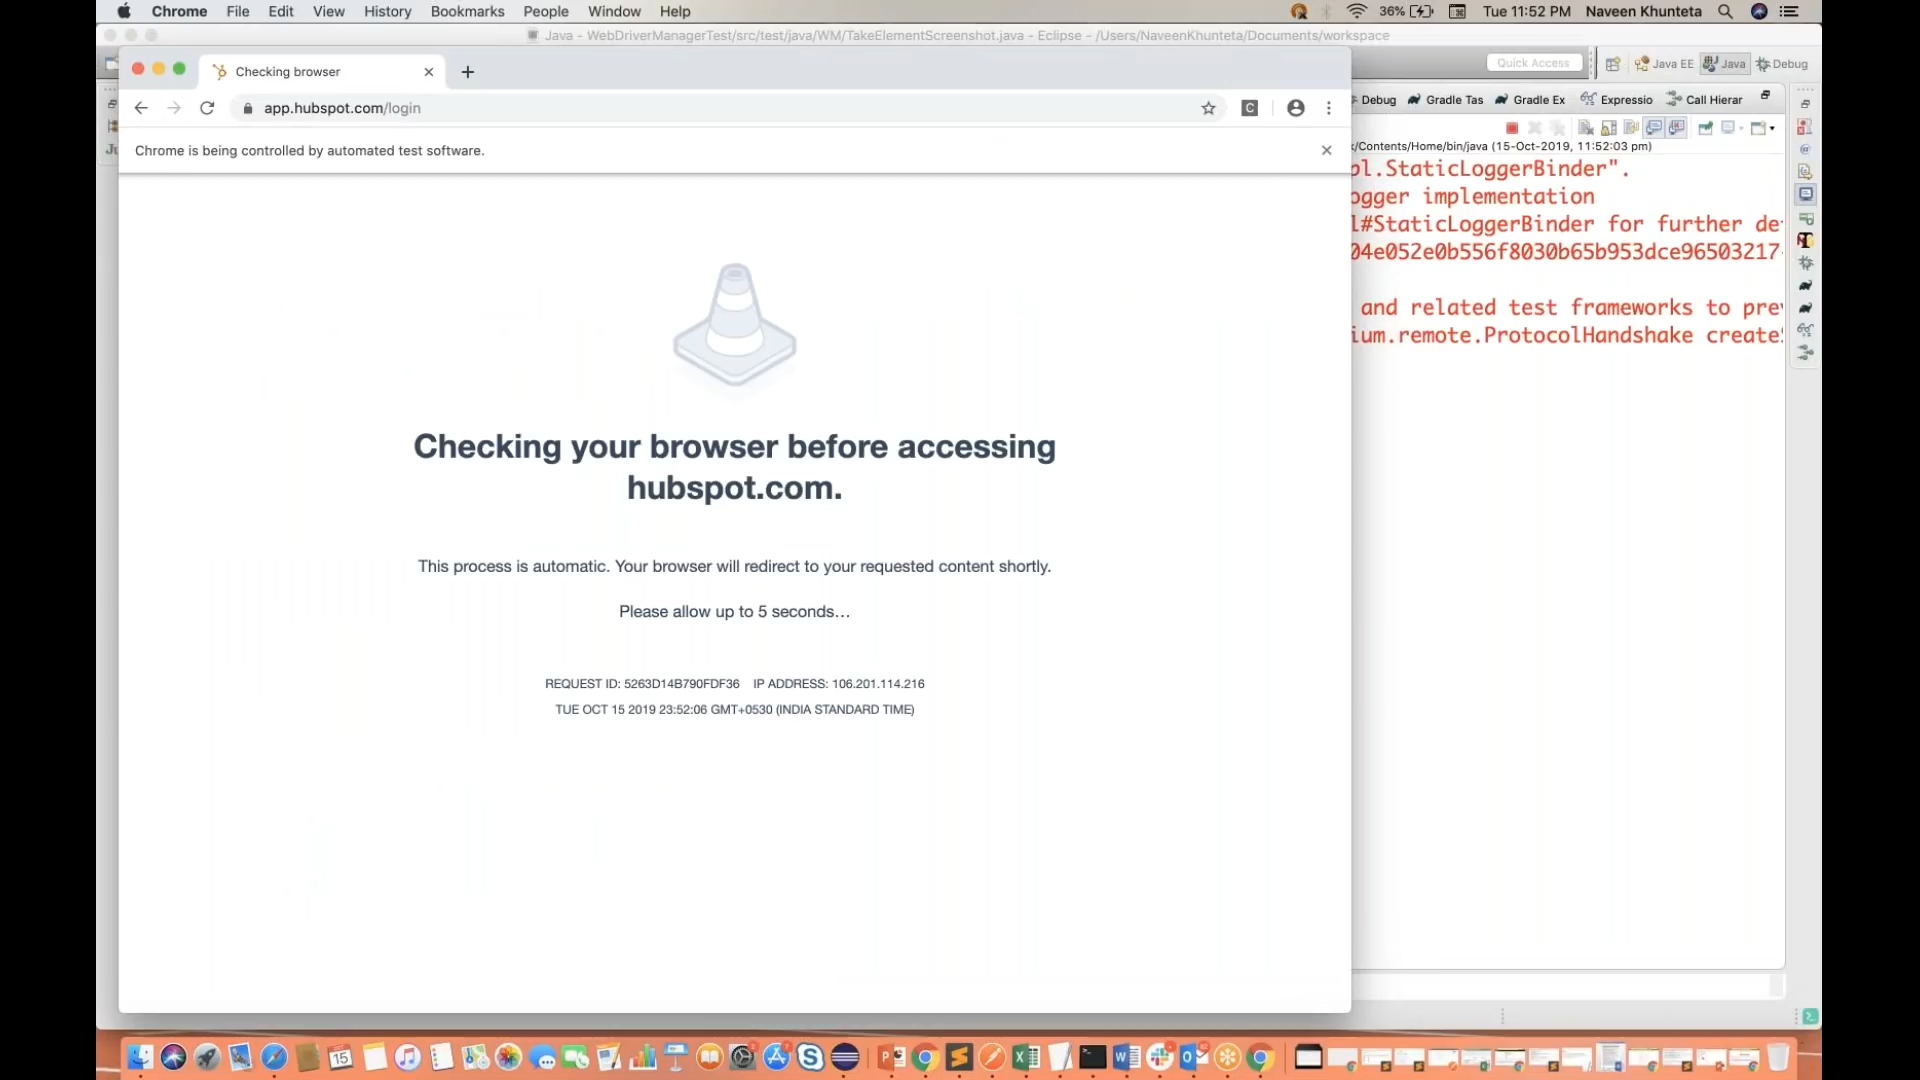 Chrome File Edit View History Bookmarks People Window Help 36% Tue 11:52 PM Naveen Khunteta
Java - WebDriverManagerTest/src/test/java/WM/TakeElementScreenshot.java - Eclipse - /Users/NaveenKhunteta/Documents/workspace
Checking browser
Quick Access Java EE Java Debug
app.hubspot.com/login
Debug Gradle Tas Gradle Ex Expressio Call Hierar
Chrome is being controlled by automated test software.
/Contents/Home/bin/java (15-Oct-2019, 11:52:03 pm)
pl.StaticLoggerBinder".
ogger implementation
l#StaticLoggerBinder for further de
04e052e0b556f8030b65b953dce96503217
and related test frameworks to pre
ium.remote.ProtocolHandshake create
Checking your browser before accessing
hubspot.com.
This process is automatic. Your browser will redirect to your requested content shortly.
Please allow up to 5 seconds…
REQUEST ID: 5263D14B790FDF36 IP ADDRESS: 106.201.114.216
TUE OCT 15 2019 23:52:06 GMT+0530 (INDIA STANDARD TIME)
15